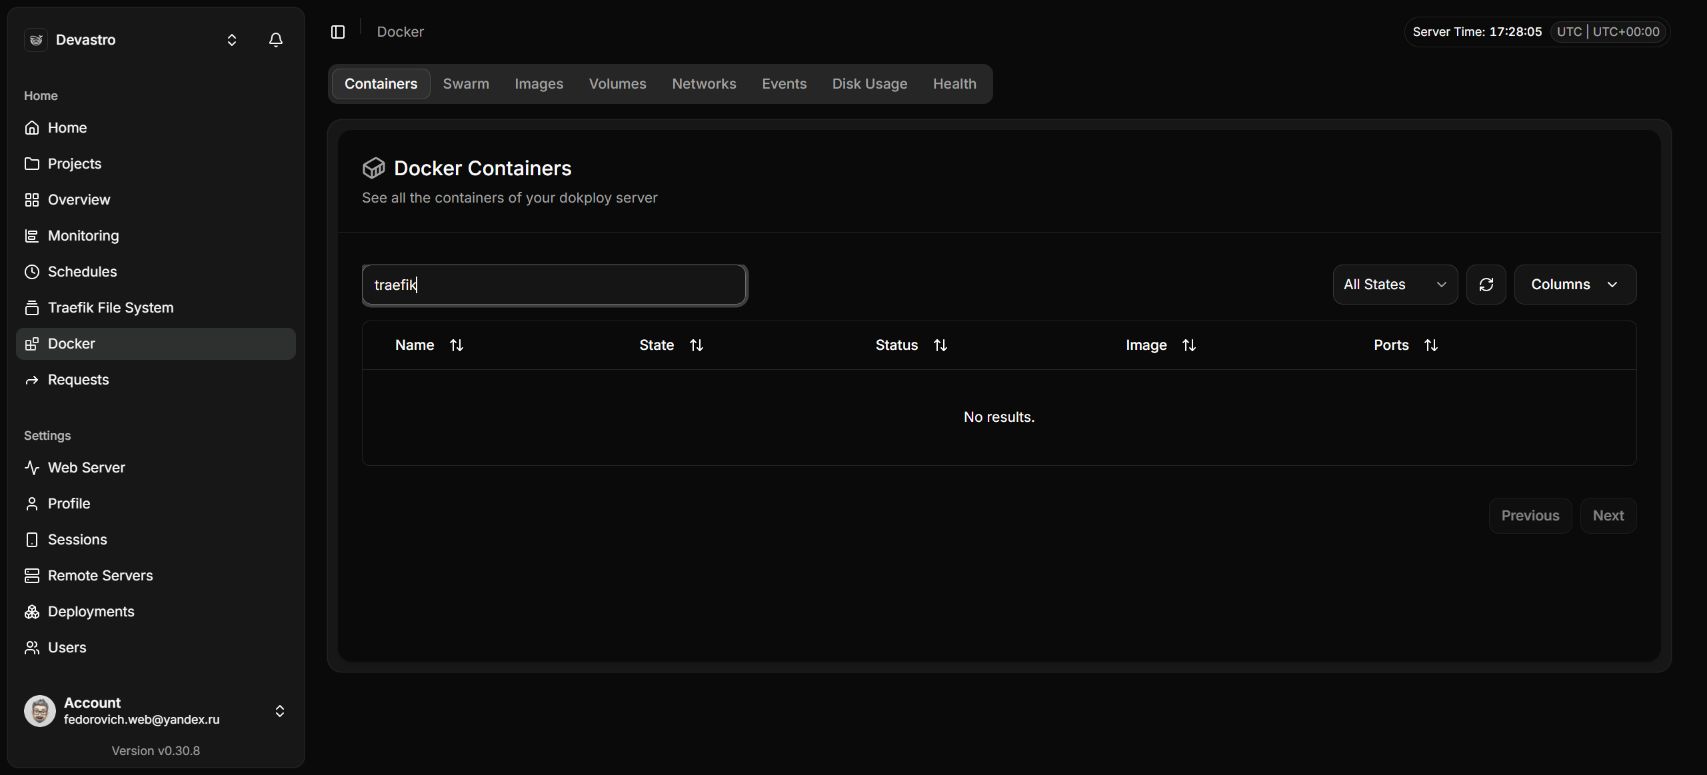 Devastro
Home
Home
Projects
Overview
Monitoring
Schedules
Traefik File System
Docker
Requests
Settings
Web Server
Profile
Sessions
Remote Servers
Deployments
Users
Account
fedorovich.web@yandex.ru
Version v0.30.8
Docker
Server Time: 17:28:05 UTC | UTC+00:00
Containers Swarm Images Volumes Networks Events Disk Usage Health
Docker Containers
See all the containers of your dokploy server
traefik
All States Columns
Name State Status Image Ports
No results.
Previous Next